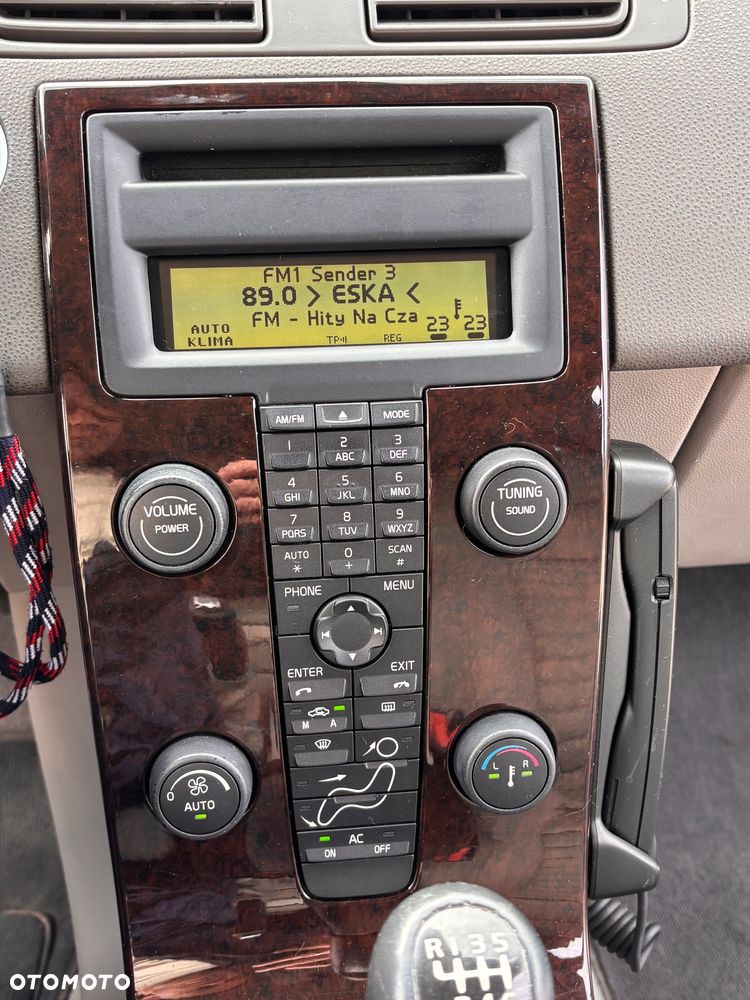 FM1 Sender 3
89.0 > ESKA <
FM - Hity Na Cza
AUTO
KLIMA
TP
REG
23 23
AM/FM
MODE
1
2
ABC
3
DEF
4
GHI
5
JKL
6
MNO
7
PQRS
8
TUV
9
WXYZ
AUTO
*
0
+
SCAN
#
VOLUME
POWER
TUNING
SOUND
PHONE
MENU
ENTER
EXIT
M A
0
AUTO
L R
AC
ON OFF
R 1 3 5
OTOMOTO